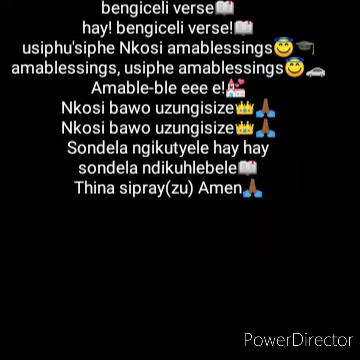 bengiceli verse📖
hay! bengiceli verse!📖
usiphu'siphe Nkosi amablessings😇🎓
amablessings, usiphe amablessings😇🚗
Amable-ble eee e!💒
Nkosi bawo uzungisize👑🙏🏾
Nkosi bawo uzungisize👑🙏🏾
Sondela ngikutyele hay hay
sondela ndikuhlebele📖
Thina sipray(zu) Amen🙏🏾
PowerDirector